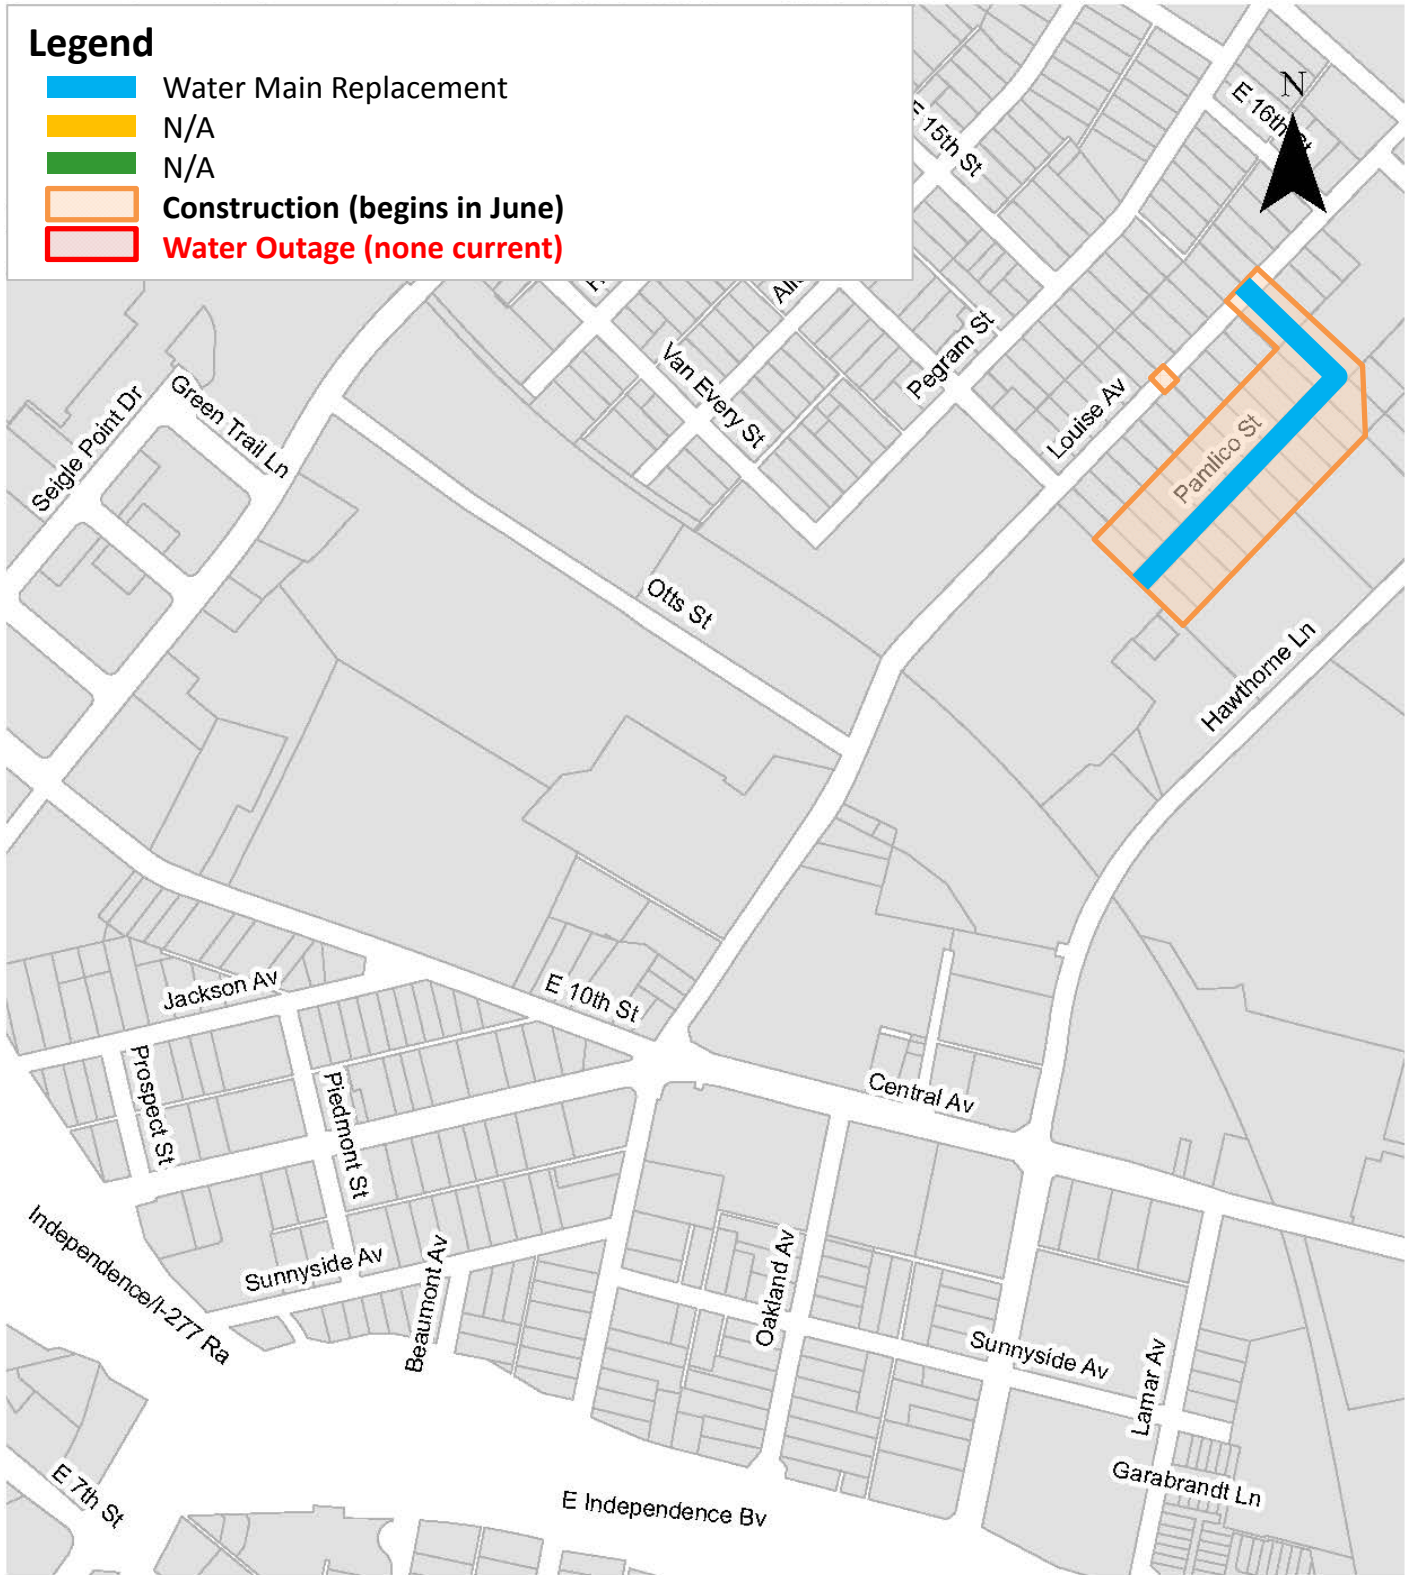 Legend
Water Main Replacement
N/A
N/A
Construction (begins in June)
Water Outage (none current)
N
E 16th St
E 15th St
Pegram St
Van Every St
Louise Av
Green Trail Ln
Seigle Point Dr
Pamlico St
Otts St
Hawthorne Ln
Jackson Av
E 10th St
Prospect St
Piedmont St
Central Av
Independence/I-277 Ra
Sunnyside Av
Beaumont Av
Oakland Av
Sunnyside Av
Lamar Av
Garabrandt Ln
E 7th St
E Independence Bv